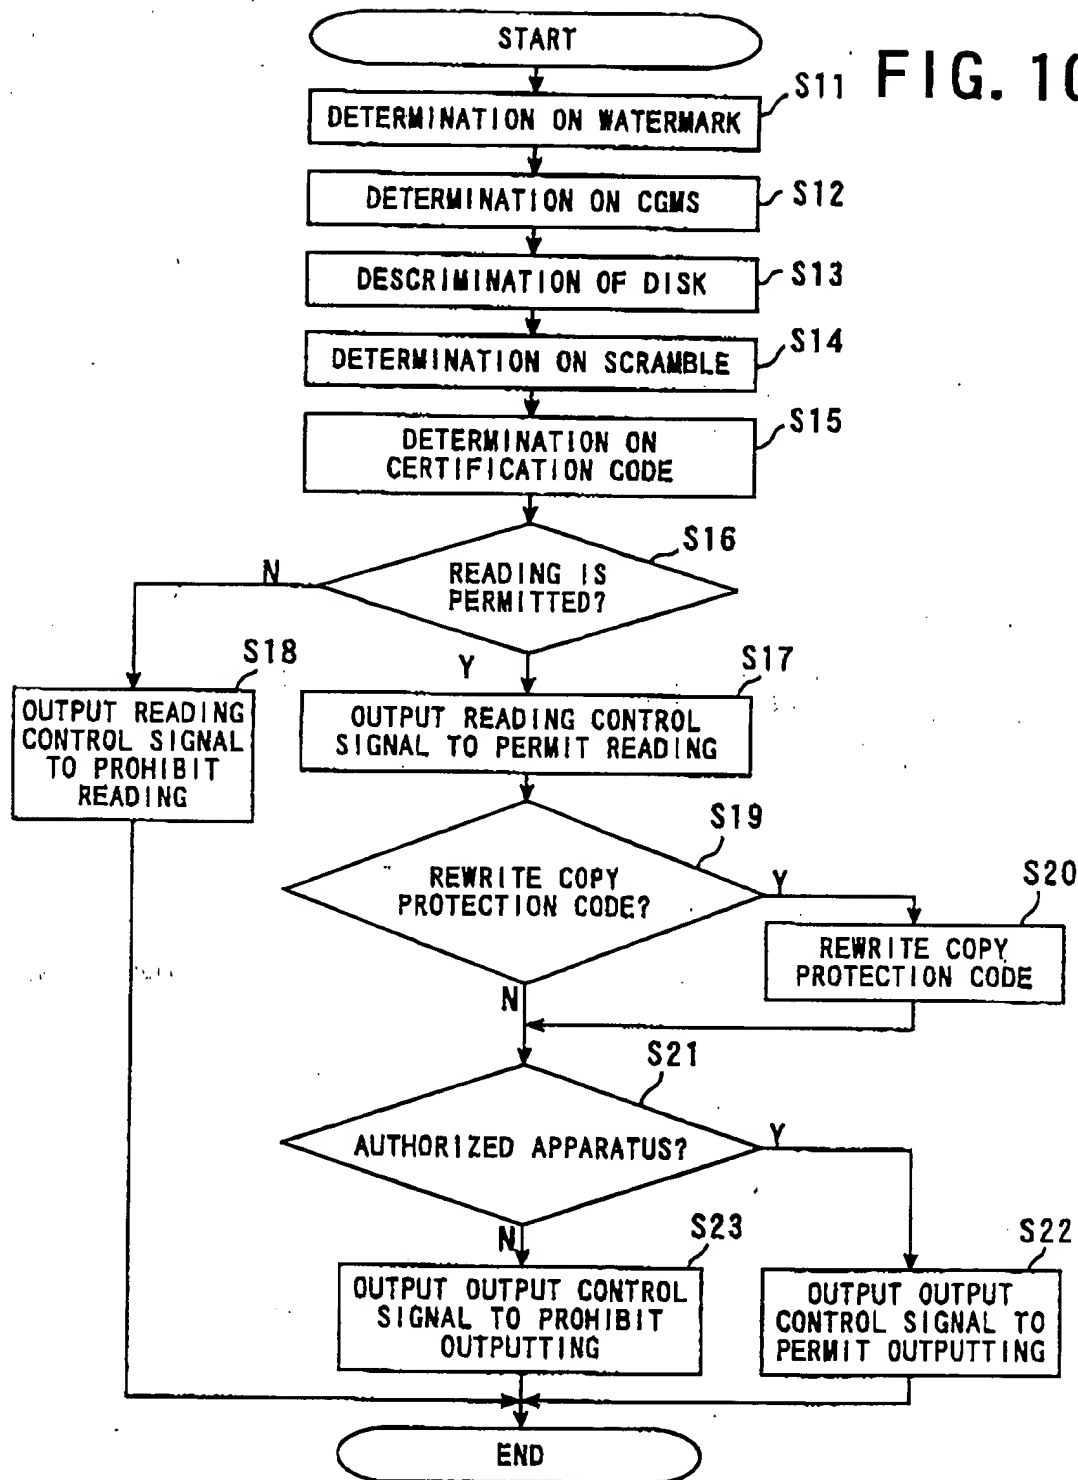 START
FIG. 10
S11
DETERMINATION ON WATERMARK
S12
DETERMINATION ON CGMS
S13
DESCRIMINATION OF DISK
S14
DETERMINATION ON SCRAMBLE
S15
DETERMINATION ON
CERTIFICATION CODE
S16
READING IS
PERMITTED?
N
Y
S18
OUTPUT READING
CONTROL SIGNAL
TO PROHIBIT
READING
S17
OUTPUT READING CONTROL
SIGNAL TO PERMIT READING
S19
REWRITE COPY
PROTECTION CODE?
Y
N
S20
REWRITE COPY
PROTECTION CODE
S21
AUTHORIZED APPARATUS?
Y
N
S23
OUTPUT OUTPUT CONTROL
SIGNAL TO PROHIBIT
OUTPUTTING
S22
OUTPUT OUTPUT
CONTROL SIGNAL TO
PERMIT OUTPUTTING
END